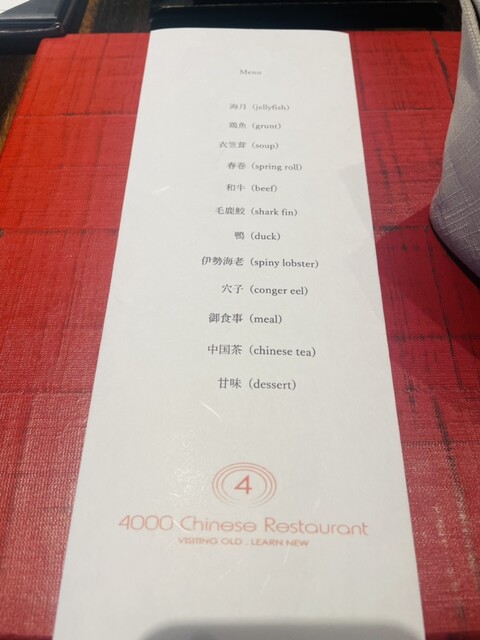 Menu
海月（jellyfish）
鶏魚（grunt）
衣笠茸（soup）
春巻（spring roll）
和牛（beef）
毛鹿鮫（shark fin）
鴨（duck）
伊勢海老（spiny lobster）
穴子（conger eel）
御食事（meal）
中国茶（chinese tea）
甘味（dessert）
4
4000 Chinese Restaurant
VISITING OLD , LEARN NEW